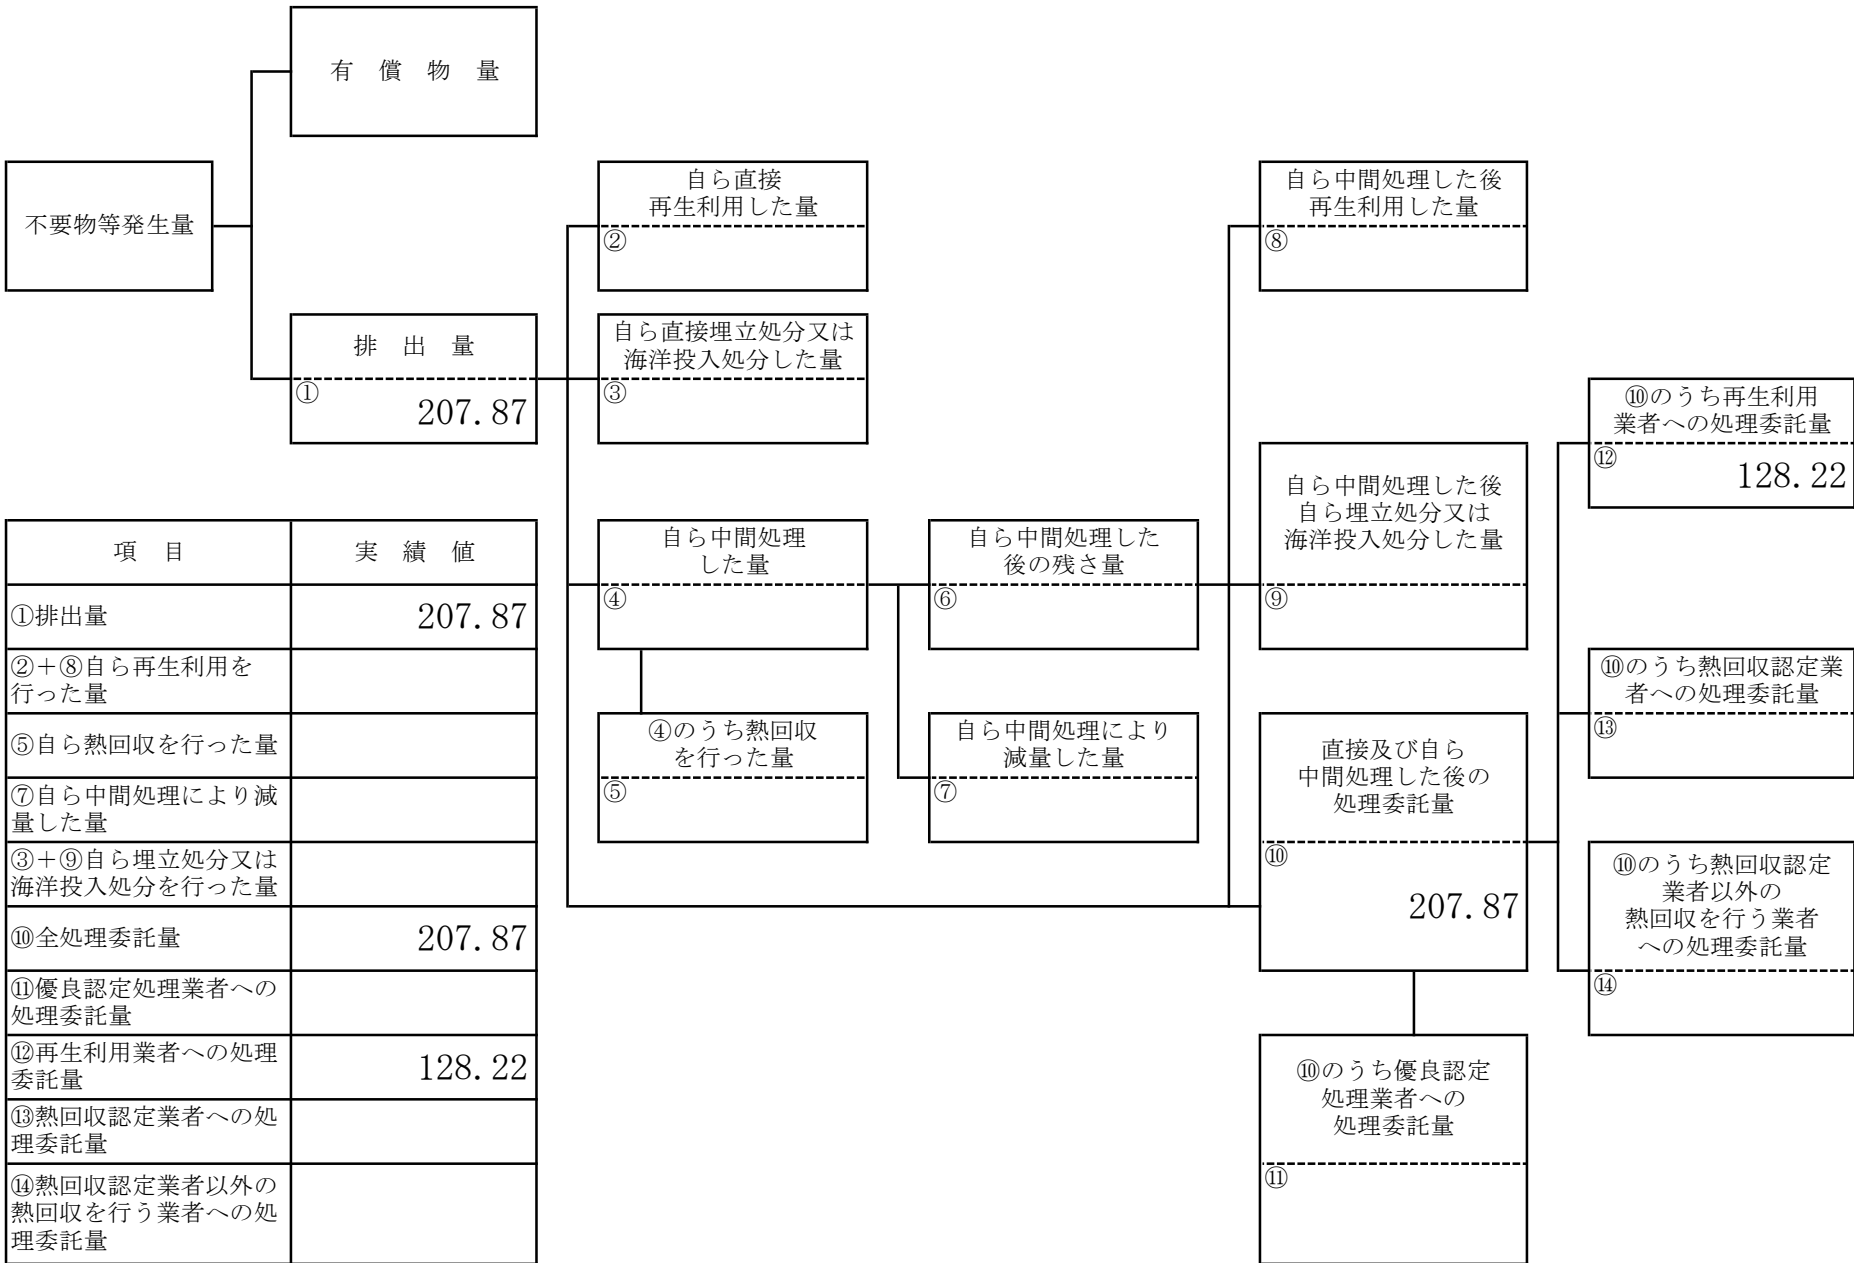 有 償 物 量
不要物等発生量
排 出 量
①
207.87
自ら直接
再生利用した量
②
自ら直接埋立処分又は
海洋投入処分した量
③
自ら中間処理
した量
④
④のうち熱回収
を行った量
⑤
自ら中間処理した
後の残さ量
⑥
自ら中間処理により
減量した量
⑦
自ら中間処理した後
再生利用した量
⑧
自ら中間処理した後
自ら埋立処分又は
海洋投入処分した量
⑨
直接及び自ら
中間処理した後の
処理委託量
⑩
207.87
⑩のうち優良認定
処理業者への
処理委託量
⑪
⑩のうち再生利用
業者への処理委託量
⑫
128.22
⑩のうち熱回収認定業
者への処理委託量
⑬
⑩のうち熱回収認定
業者以外の
熱回収を行う業者
への処理委託量
⑭
項 目 実 績 値
①排出量 207.87
②+⑧自ら再生利用を
行った量
⑤自ら熱回収を行った量
⑦自ら中間処理により減
量した量
③+⑨自ら埋立処分又は
海洋投入処分を行った量
⑩全処理委託量 207.87
⑪優良認定処理業者への
処理委託量
⑫再生利用業者への処理
委託量 128.22
⑬熱回収認定業者への処
理委託量
⑭熱回収認定業者以外の
熱回収を行う業者への処
理委託量